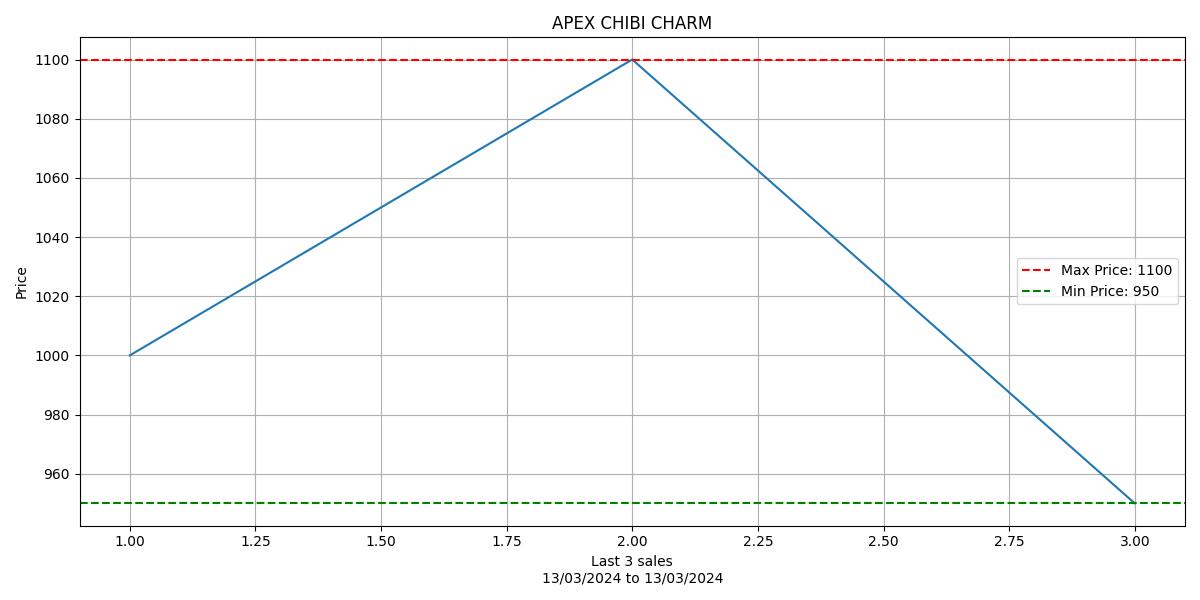 APEX CHIBI CHARM
Price
1100
1080
1060
1040
1020
1000
980
960
Max Price: 1100
Min Price: 950
1.00 1.25 1.50 1.75 2.00 2.25 2.50 2.75 3.00
Last 3 sales
13/03/2024 to 13/03/2024